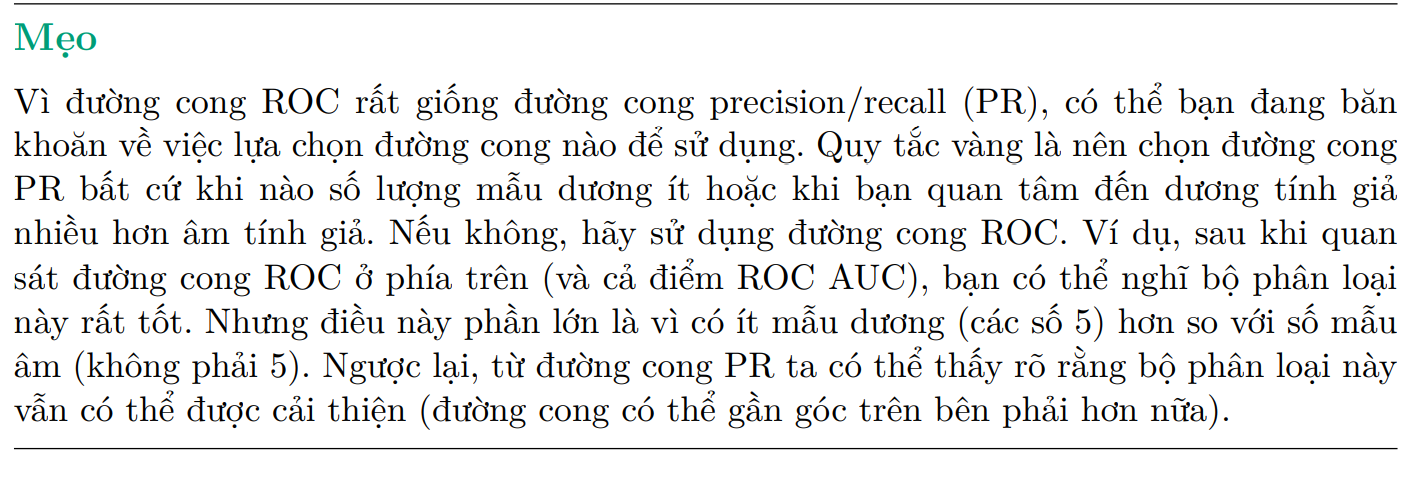 Mẹo
Vì đường cong ROC rất giống đường cong precision/recall (PR), có thể bạn đang băn
khoăn về việc lựa chọn đường cong nào để sử dụng. Quy tắc vàng là nên chọn đường cong
PR bất cứ khi nào số lượng mẫu dương ít hoặc khi bạn quan tâm đến dương tính giả
nhiều hơn âm tính giả. Nếu không, hãy sử dụng đường cong ROC. Ví dụ, sau khi quan
sát đường cong ROC ở phía trên (và cả điểm ROC AUC), bạn có thể nghĩ bộ phân loại
này rất tốt. Nhưng điều này phần lớn là vì có ít mẫu dương (các số 5) hơn so với số mẫu
âm (không phải 5). Ngược lại, từ đường cong PR ta có thể thấy rõ rằng bộ phân loại này
vẫn có thể được cải thiện (đường cong có thể gần góc trên bên phải hơn nữa).